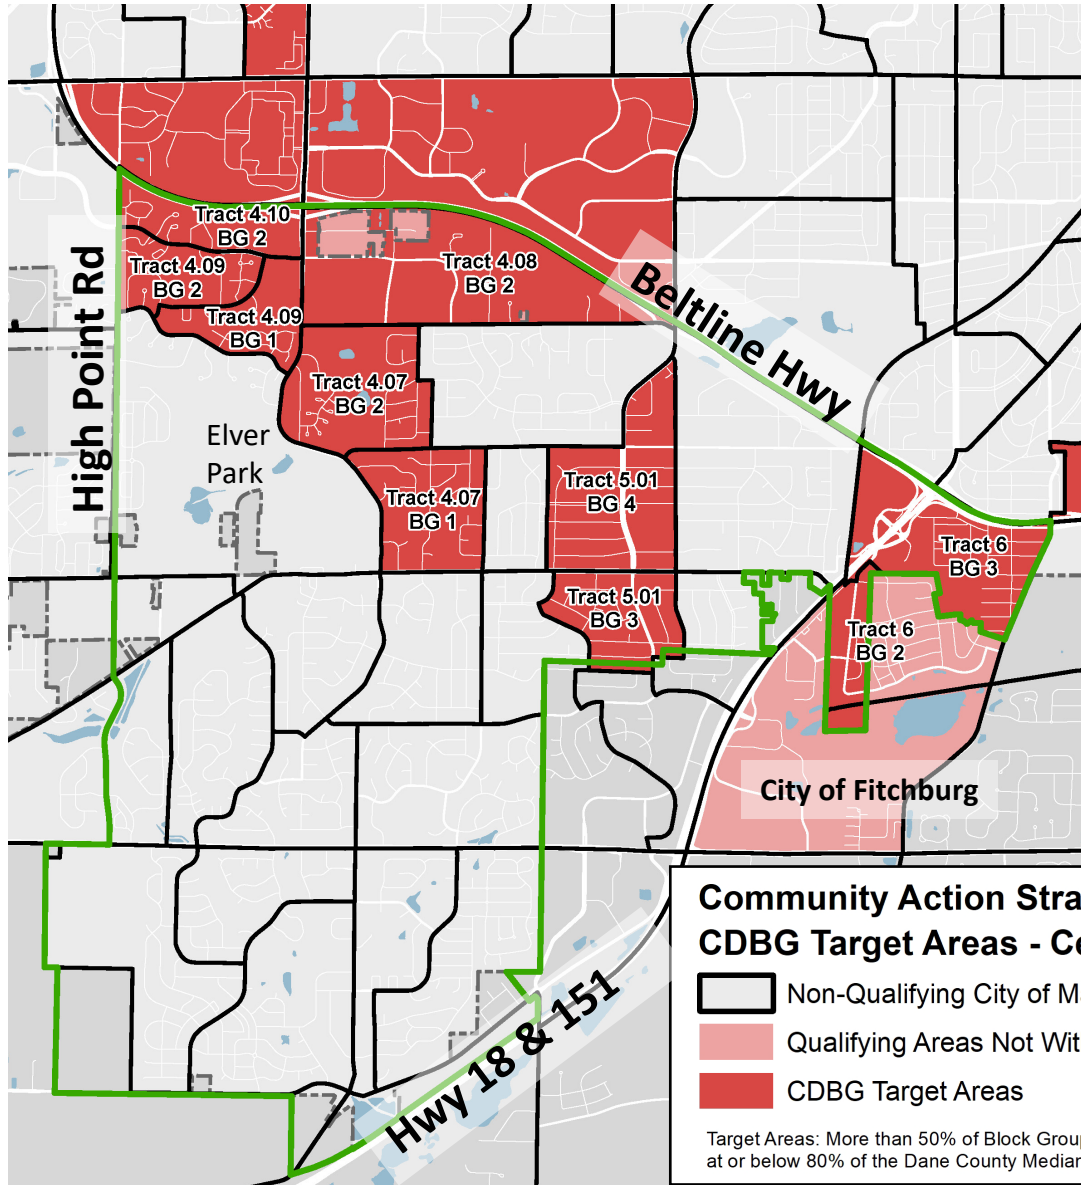 Tract 4.10
BG 2
Tract 4.09
BG 2
Tract 4.08
BG 2
Tract 4.09
BG 1
High Point Rd
Beltline Hwy
Tract 4.07
BG 2
Elver
Park
Tract 4.07
BG 1
Tract 5.01
BG 4
Tract 6
BG 3
Tract 5.01
BG 3
Tract 6
BG 2
City of Fitchburg
Hwy 18 & 151
Community Action Stra
CDBG Target Areas - Ce
Non-Qualifying City of M
Qualifying Areas Not Wit
CDBG Target Areas
Target Areas: More than 50% of Block Group
at or below 80% of the Dane County Median